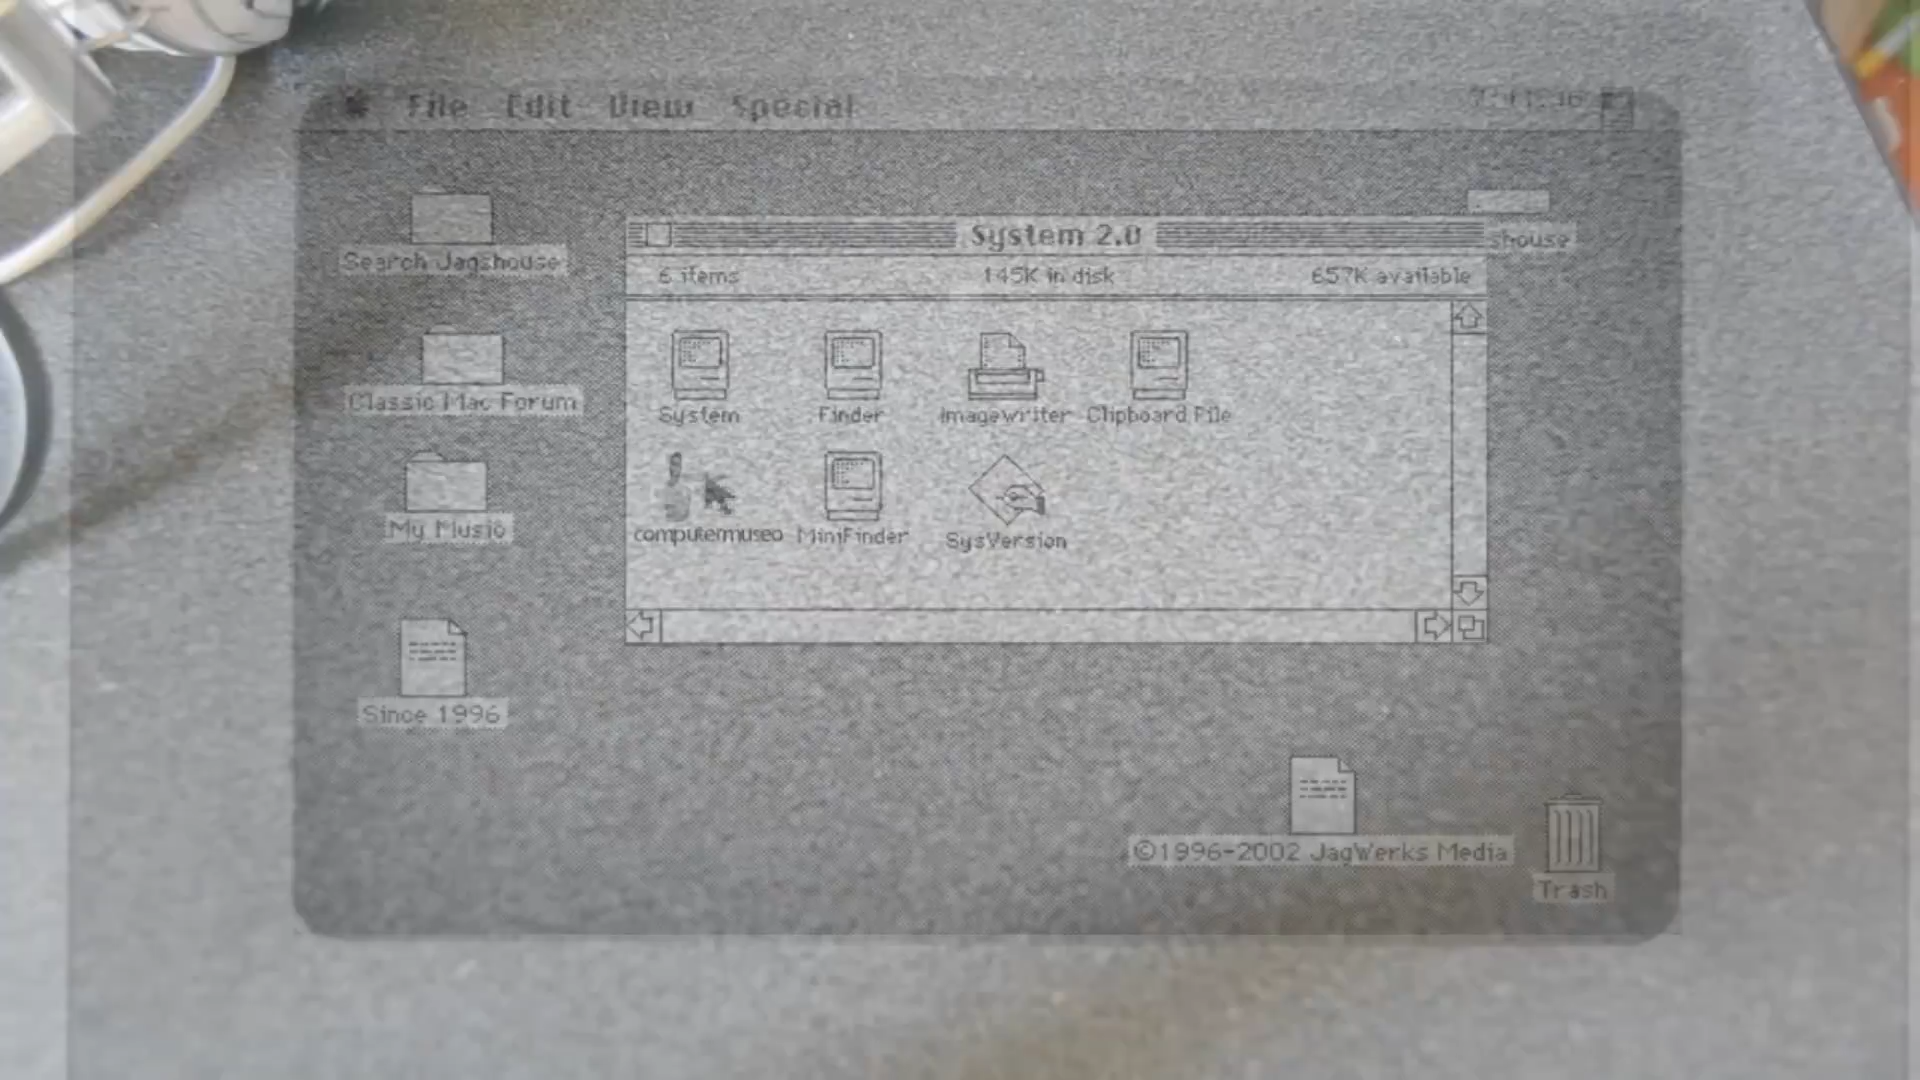 File Edit View Special
Search Jagshouse
System 2.0
shouse
6 items 145K in disk 657K available
Classic Mac Forum
System Finder Imagewriter Clipboard File
My Music
computermuseo MiniFinder SysVersion
Since 1996
©1996-2002 JagWerks Media
Trash